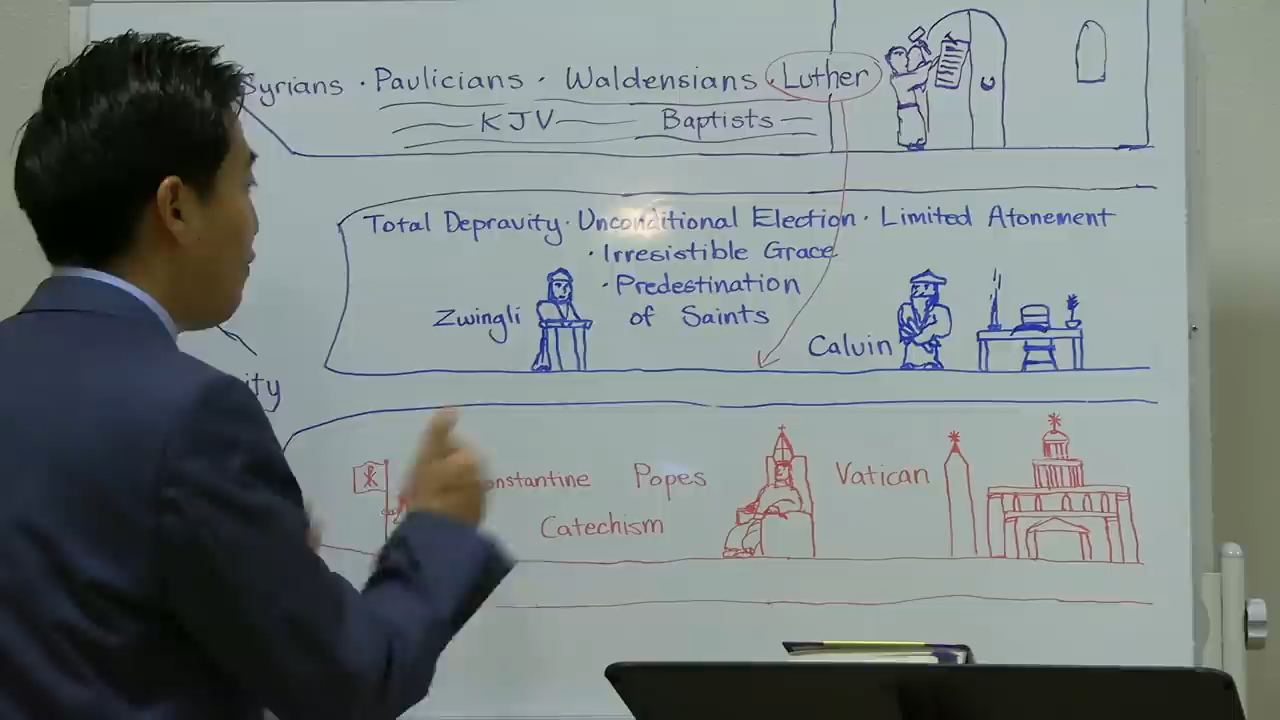 Syrians · Paulicians · Waldensians Luther
KJV Baptists
Total Depravity · Unconditional Election · Limited Atonement
· Irresistible Grace
· Predestination
of Saints
Zwingli
Calvin
ity
onstantine Popes Vatican
Catechism